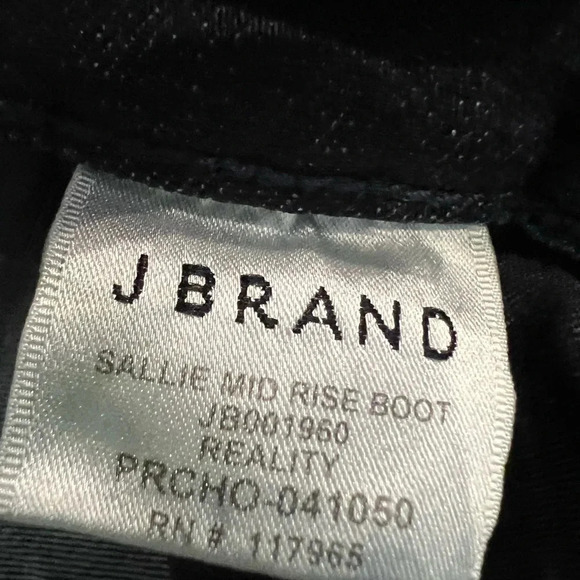 J BRAND
SALLIE MID RISE BOOT
JB001960
REALITY
PRCHO-041050
RN # 117965